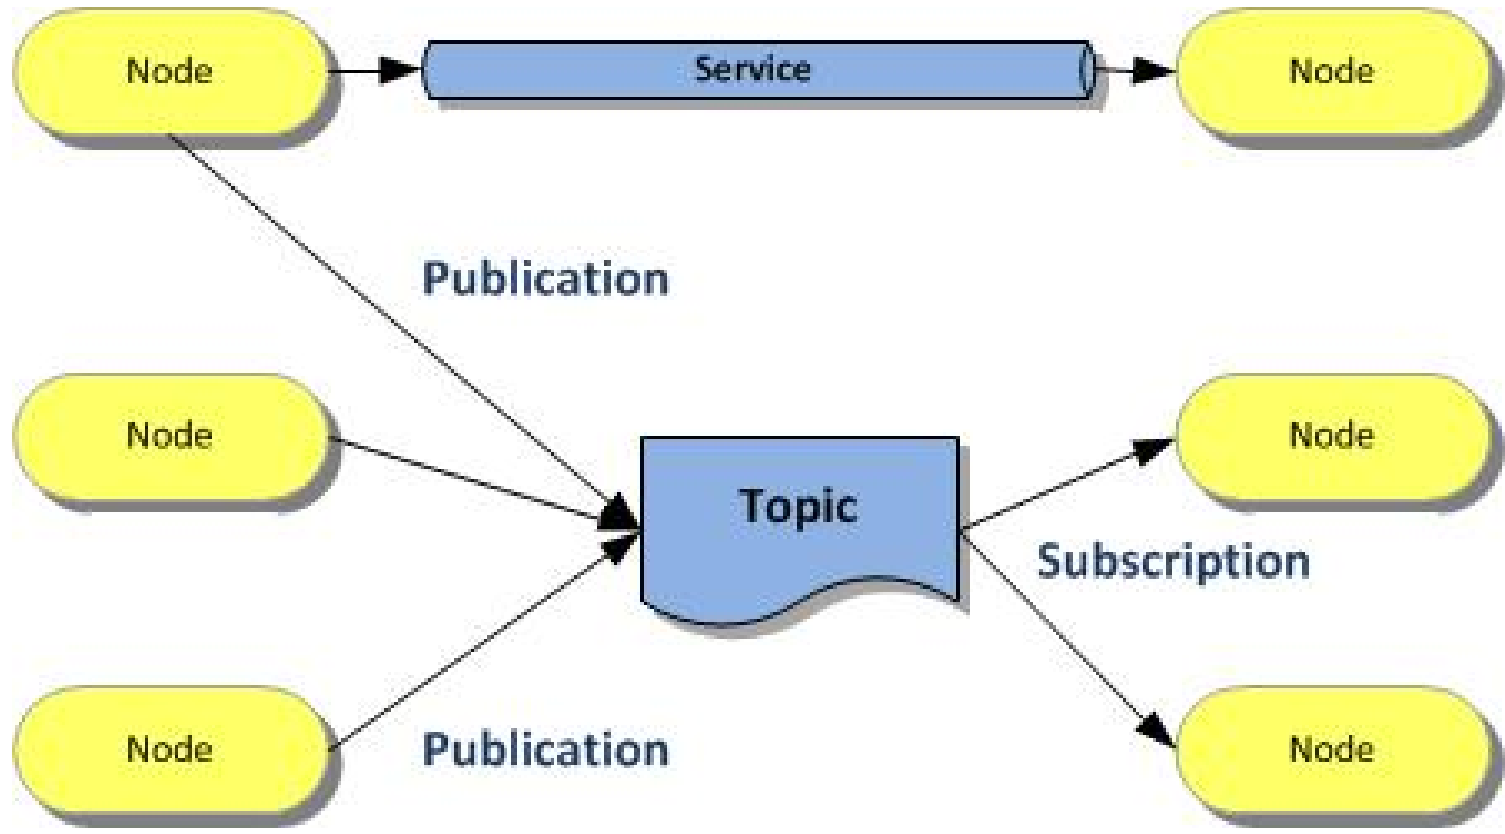 Node
Service
Node
Publication
Node
Node
Topic
Subscription
Node
Publication
Node